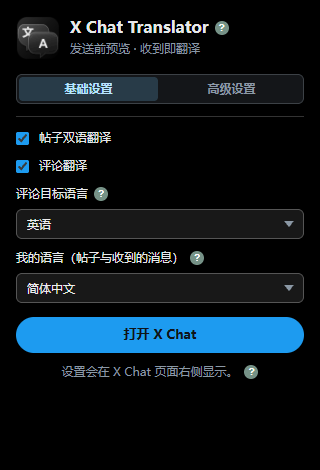 文
A
X Chat Translator ?
发送前预览 · 收到即翻译
基础设置 高级设置
帖子双语翻译
评论翻译
评论目标语言 ?
英语
我的语言（帖子与收到的消息） ?
简体中文
打开 X Chat
设置会在 X Chat 页面右侧显示。 ?